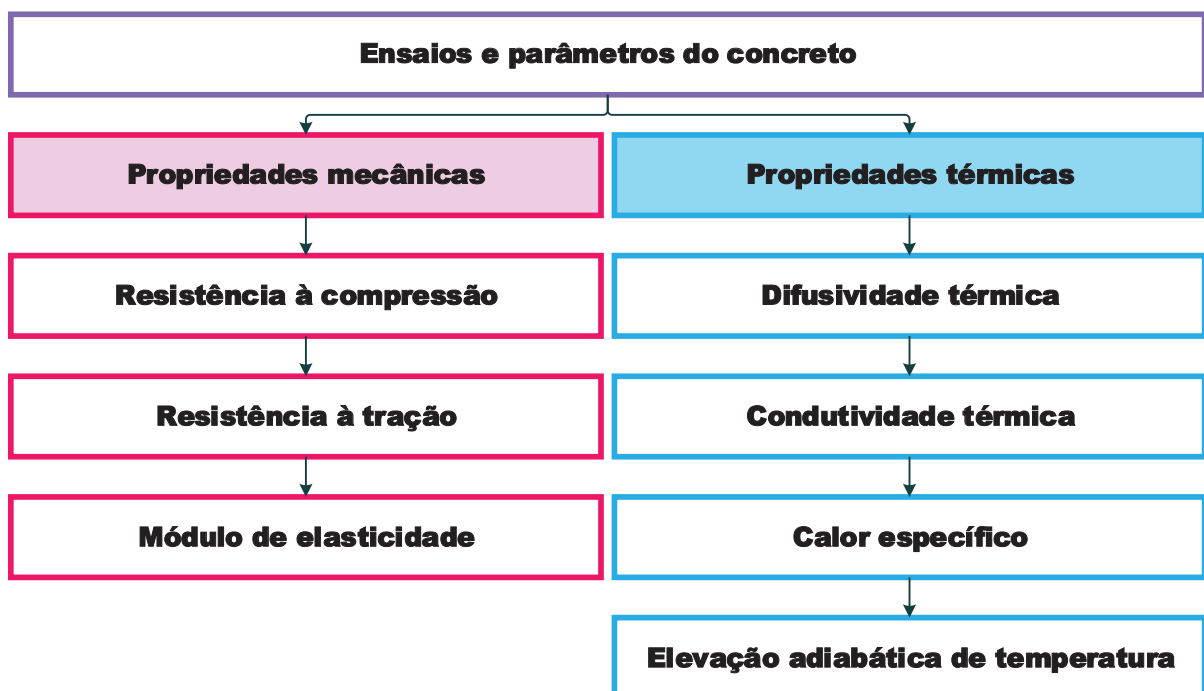 Ensaios e parâmetros do concreto
Propriedades mecânicas
Propriedades térmicas
Resistência à compressão
Difusividade térmica
Resistência à tração
Condutividade térmica
Módulo de elasticidade
Calor específico
Elevação adiabática de temperatura